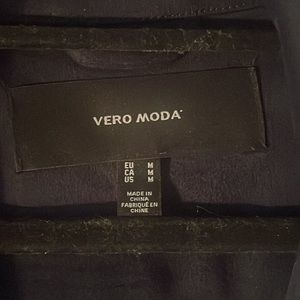 VERO MODA
EU M
CA M
US M
MADE IN
CHINA
FABRIQUÉ EN
CHINE